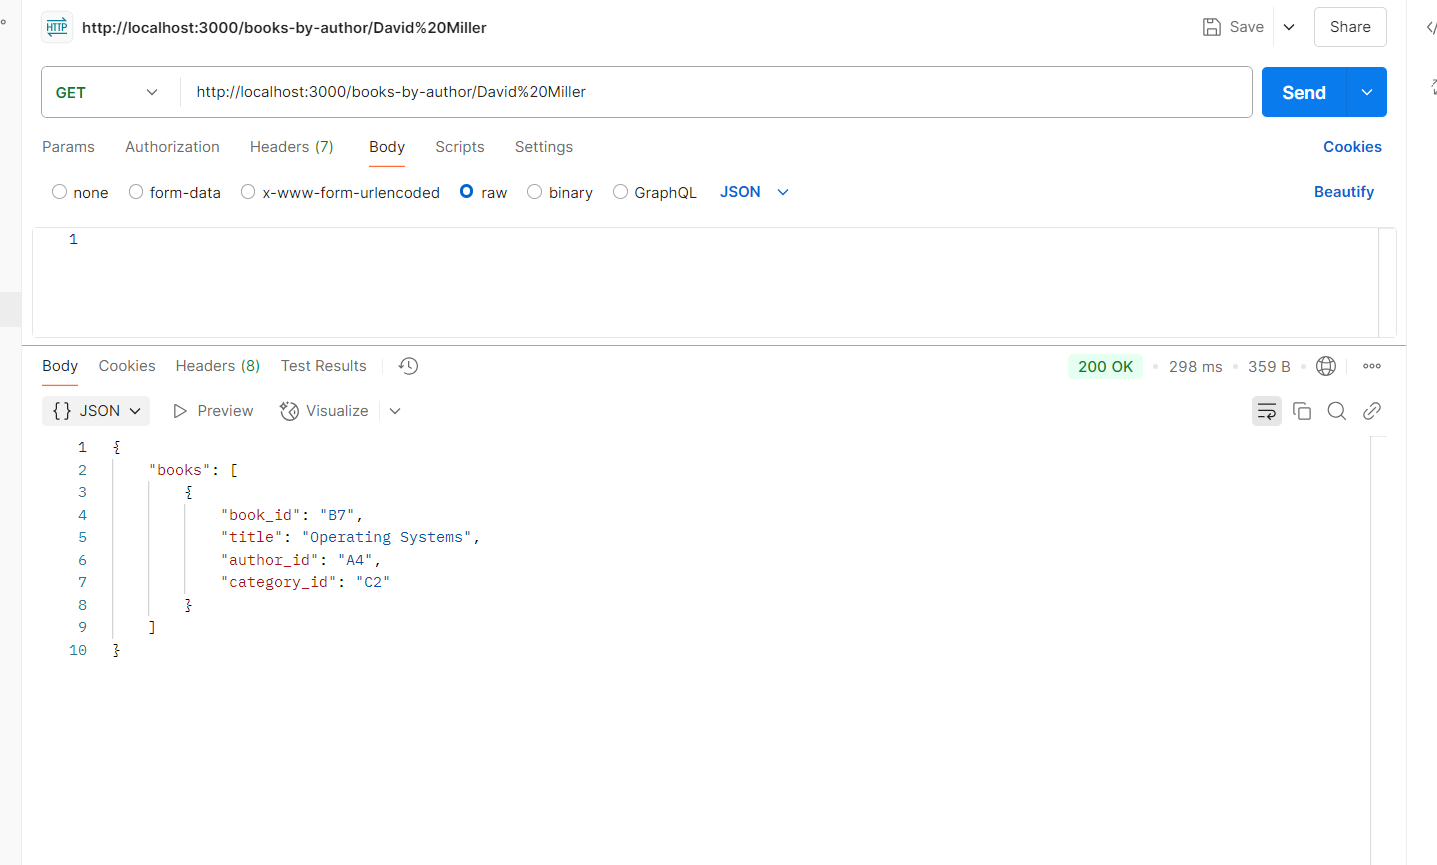 HTTP http://localhost:3000/books-by-author/David%20Miller Save Share
GET http://localhost:3000/books-by-author/David%20Miller Send
Params Authorization Headers (7) Body Scripts Settings Cookies
none form-data x-www-form-urlencoded raw binary GraphQL JSON Beautify
1
Body Cookies Headers (8) Test Results 200 OK 298 ms 359 B
{} JSON Preview Visualize
1 {
2 "books": [
3 {
4 "book_id": "B7",
5 "title": "Operating Systems",
6 "author_id": "A4",
7 "category_id": "C2"
8 }
9 ]
10 }